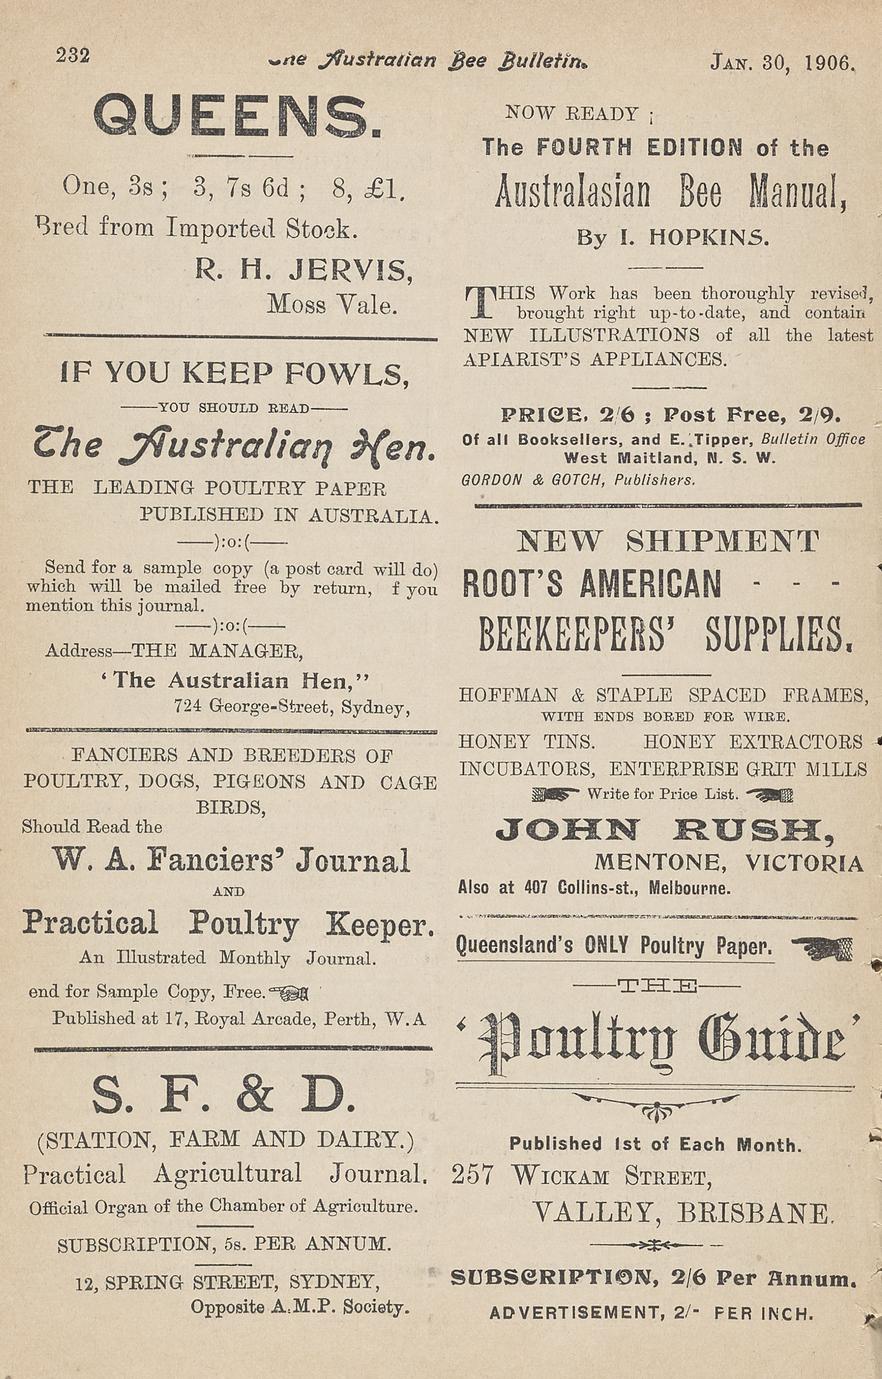 232
The Australian Bee Bulletin.
JAN. 30, 1906.
QUEENS.
One, 3s ; 3, 7s 6d ; 8, £1.
Bred from Imported Stock.
R. H. JERVIS,
Moss Vale.
IF YOU KEEP FOWLS,
YOU SHOULD READ
The Australian Hen.
THE LEADING POULTRY PAPER
PUBLISHED IN AUSTRALIA.
——):o:(——
Send for a sample copy (a post card will do)
which will be mailed free by return, f you
mention this journal.
——):o:(——
Address—THE MANAGER,
‘ The Australian Hen,”
724 George-Street, Sydney,
FANCIERS AND BREEDERS OF
POULTRY, DOGS, PIGEONS AND CAGE
BIRDS,
Should Read the
W. A. Fanciers’ Journal
AND
Practical Poultry Keeper.
An Illustrated Monthly Journal.
end for Sample Copy, Free.
Published at 17, Royal Arcade, Perth, W.A
S. F. & D.
(STATION, FARM AND DAIRY.)
Practical Agricultural Journal.
Official Organ of the Chamber of Agriculture.
SUBSCRIPTION, 5s. PER ANNUM.
12, SPRING STREET, SYDNEY,
Opposite A.M.P. Society.
NOW READY ;
The FOURTH EDITION of the
Australasian Bee Manual,
By I. HOPKINS.
THIS Work has been thoroughly revised,
brought right up-to-date, and contain
NEW ILLUSTRATIONS of all the latest
APIARIST’S APPLIANCES.
PRICE, 2/6 ; Post Free, 2/9.
Of all Booksellers, and E. Tipper, Bulletin Office
West Maitland, N. S. W.
GORDON & GOTCH, Publishers.
NEW SHIPMENT
ROOT’S AMERICAN - - -
BEEKEEPERS’ SUPPLIES.
HOFFMAN & STAPLE SPACED FRAMES,
WITH ENDS BORED FOR WIRE.
HONEY TINS. HONEY EXTRACTORS
INCUBATORS, ENTERPRISE GRIT M1LLS
Write for Price List.
JOHN RUSH,
MENTONE, VICTORIA
Also at 407 Collins-st., Melbourne.
Queensland’s ONLY Poultry Paper.
THE
‘Poultry Guide’
Published 1st of Each Month.
257 WICKAM STREET,
VALLEY, BRISBANE.
SUBSCRIPTION, 2/6 Per Annum.
ADVERTISEMENT, 2/- PER INCH.